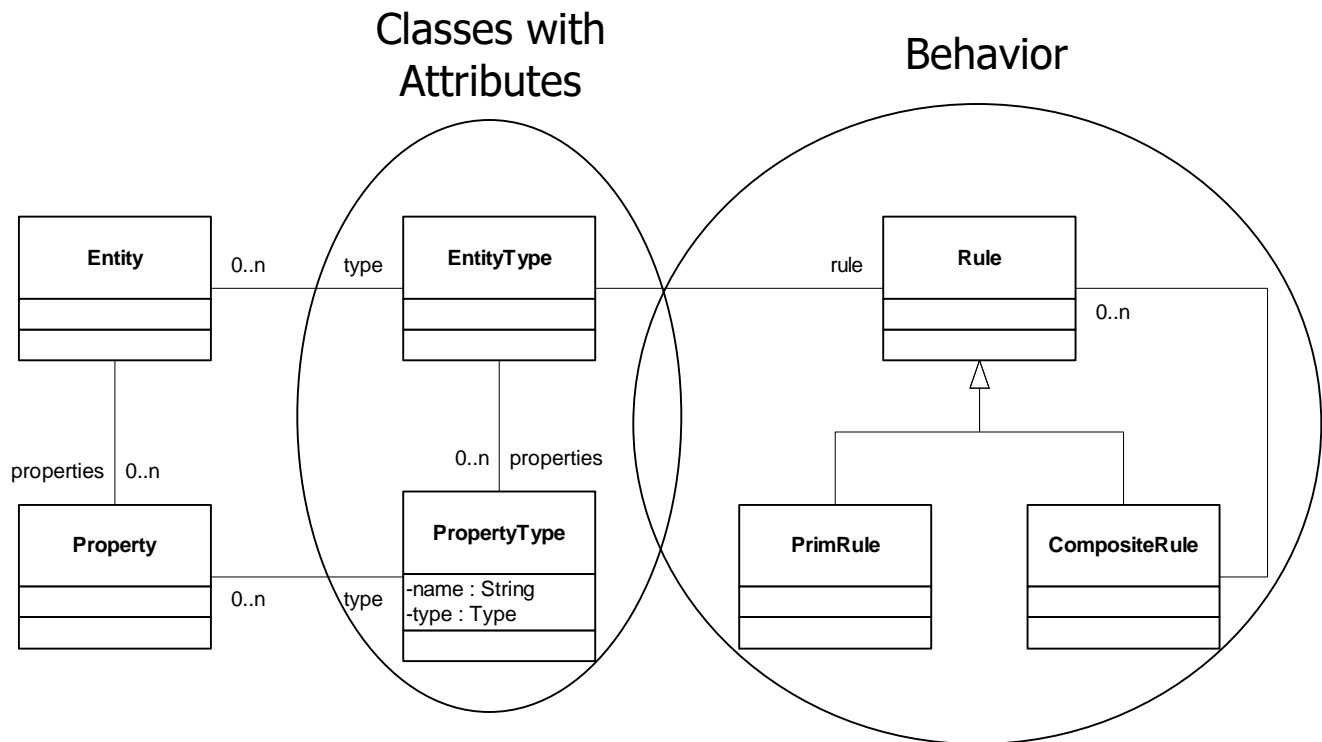 Classes with
Attributes
Behavior
Entity
0..n
type
EntityType
rule
Rule
0..n
properties
0..n
0..n
properties
Property
0..n
type
PropertyType
-name : String
-type : Type
PrimRule
CompositeRule